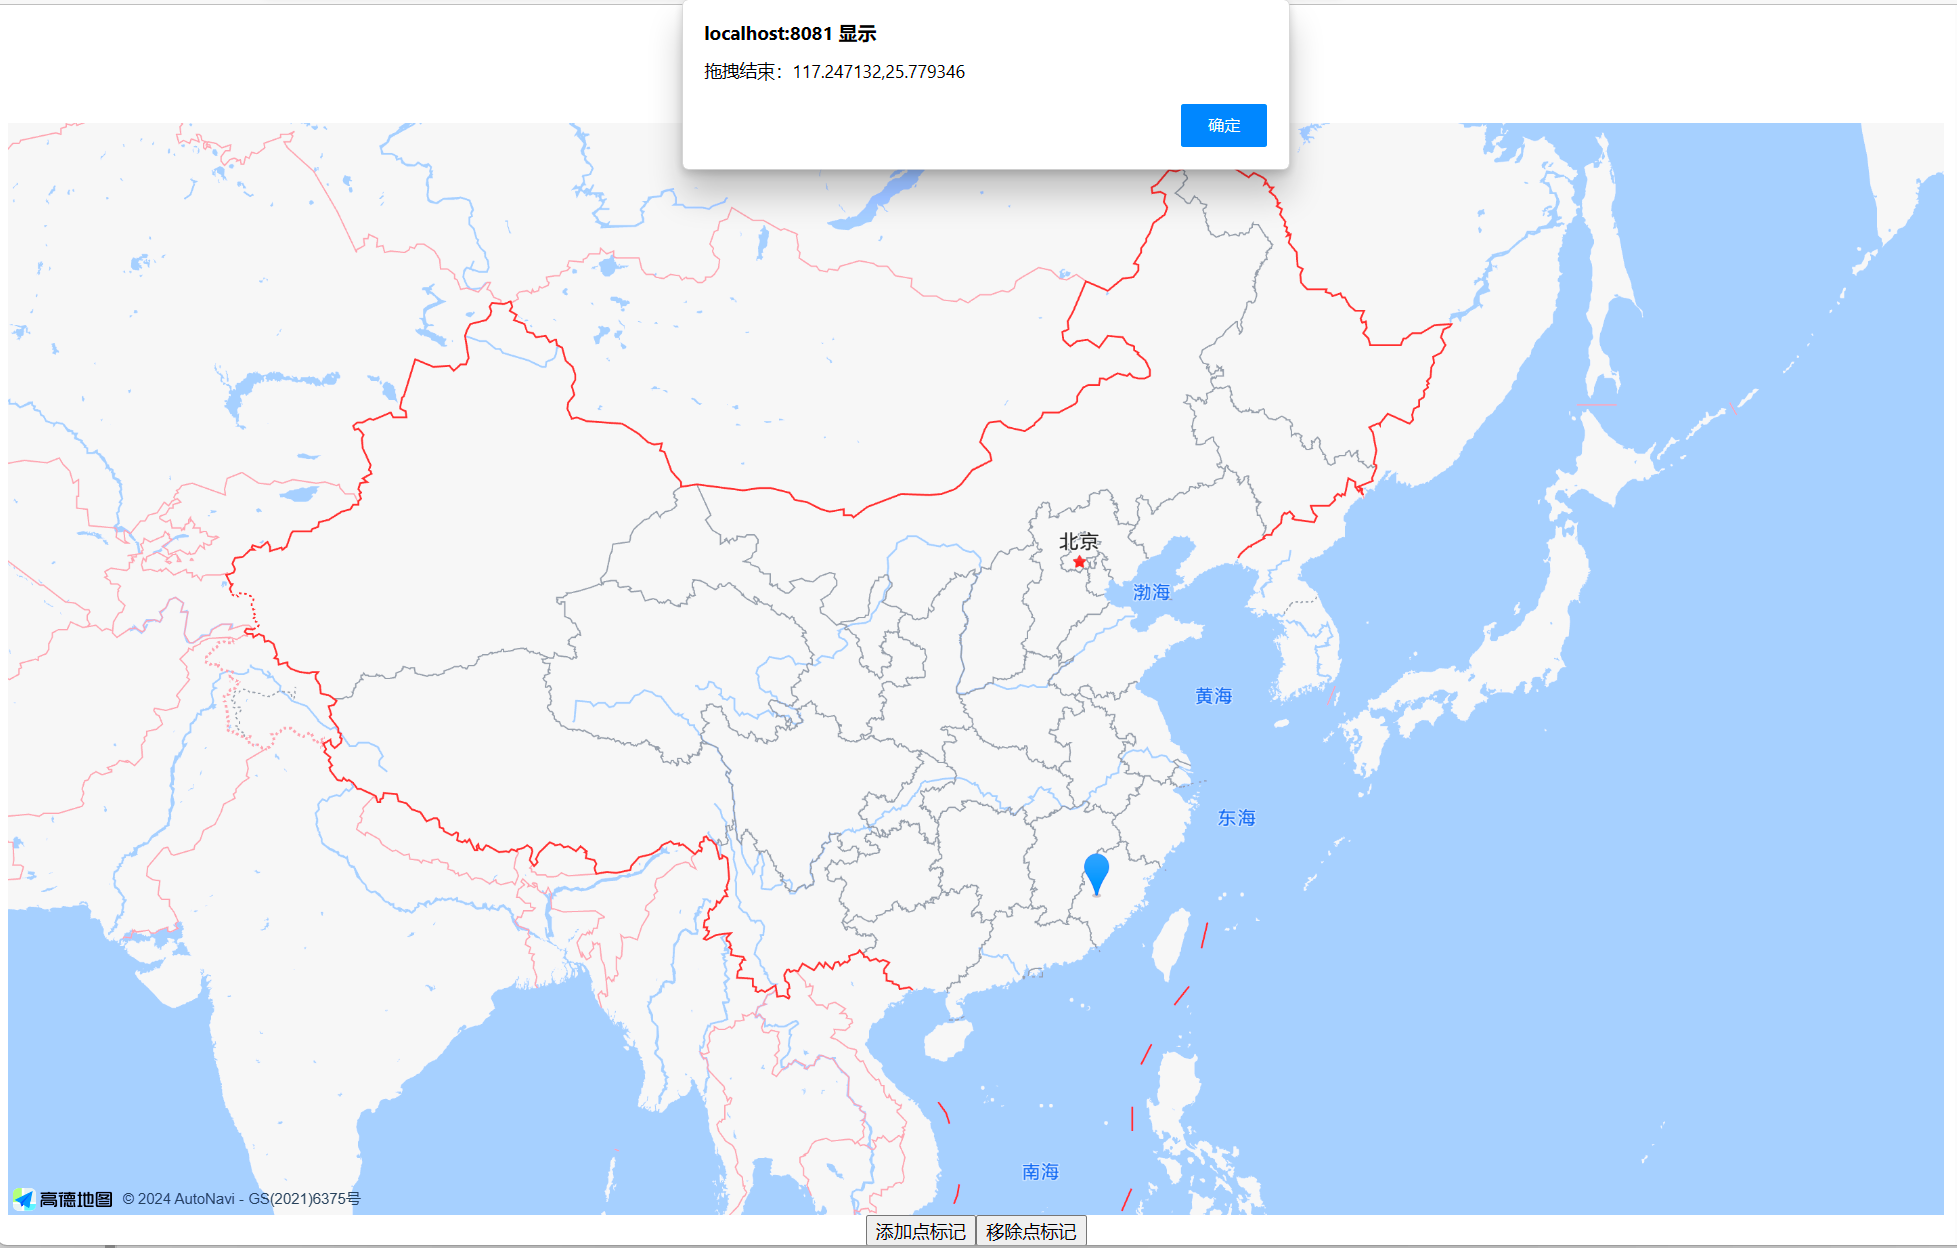 localhost:8081 显示
拖拽结束：117.247132,25.779346
确定
北京
渤海
黄海
东海
南海
高德地图 © 2024 AutoNavi - GS(2021)6375号
添加点标记 移除点标记